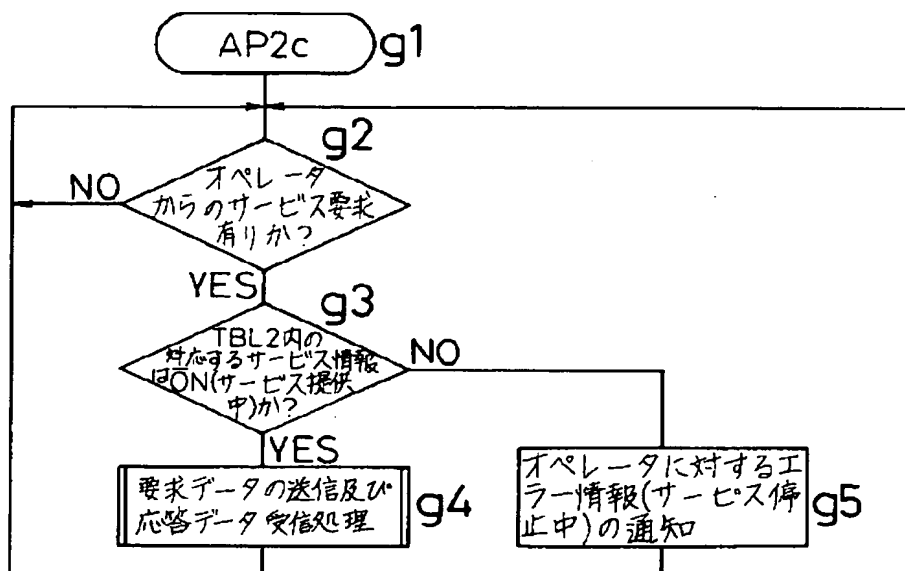 AP2c
g1
g2
オペレータ
からのサービス要求
有りか?
NO
YES
g3
TBL2内の
対応するサービス情報
はON(サービス提供
中)か?
NO
YES
要求データの送信及び
応答データ受信処理
g4
オペレータに対するエ
ラー情報(サービス停
止中)の通知
g5